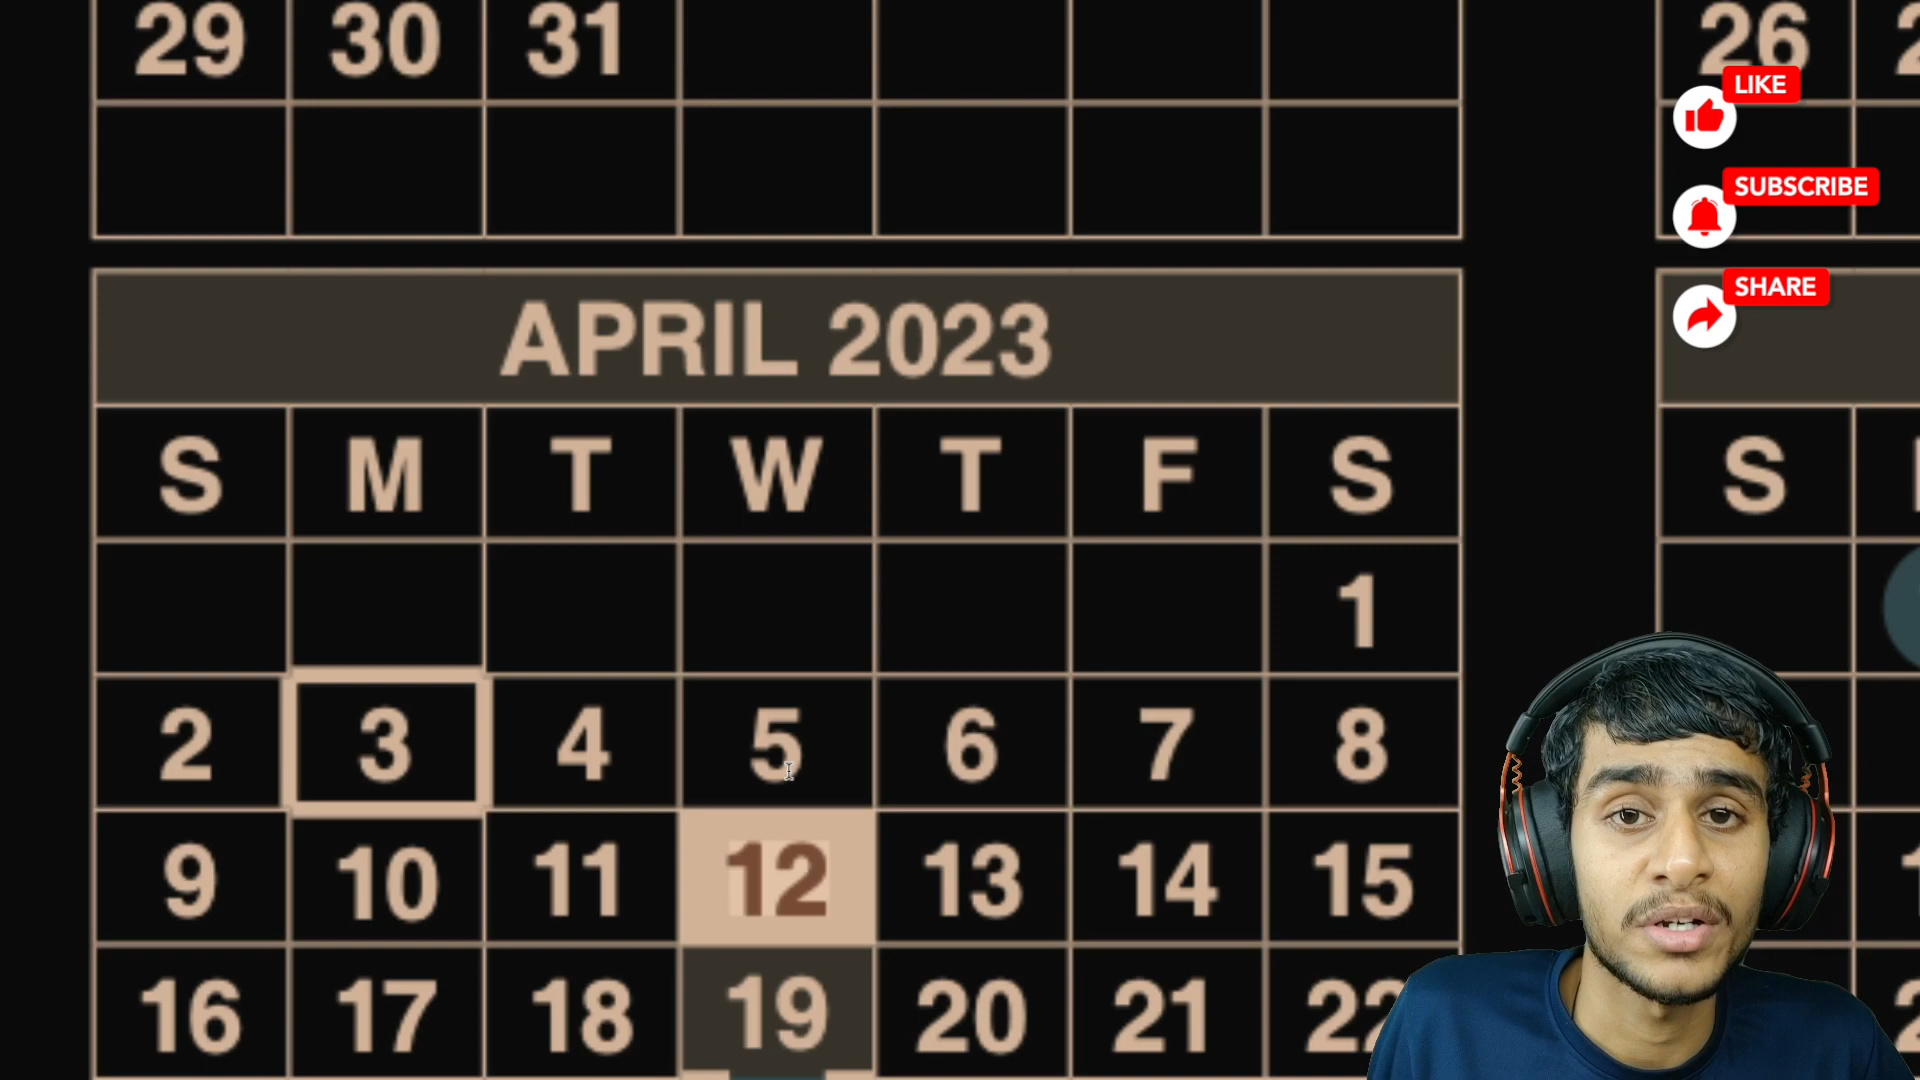 29 30 31
26
LIKE
SUBSCRIBE
SHARE
APRIL 2023
S M T W T F S
S
1
2 3 4 5 6 7 8
9 10 11 12 13 14 15
16 17 18 19 20 21 22